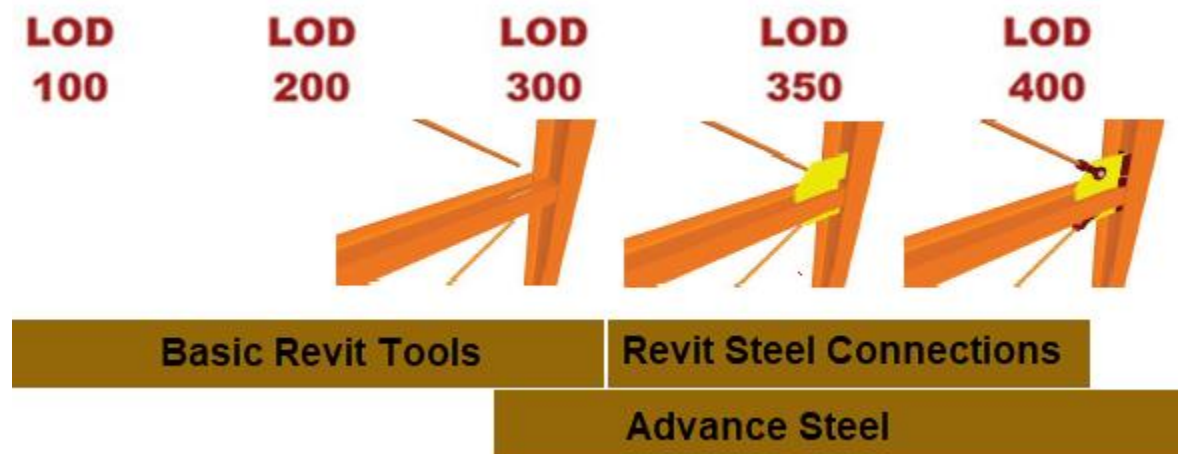 LOD LOD LOD LOD LOD
100 200 300 350 400
Basic Revit Tools Revit Steel Connections
Advance Steel